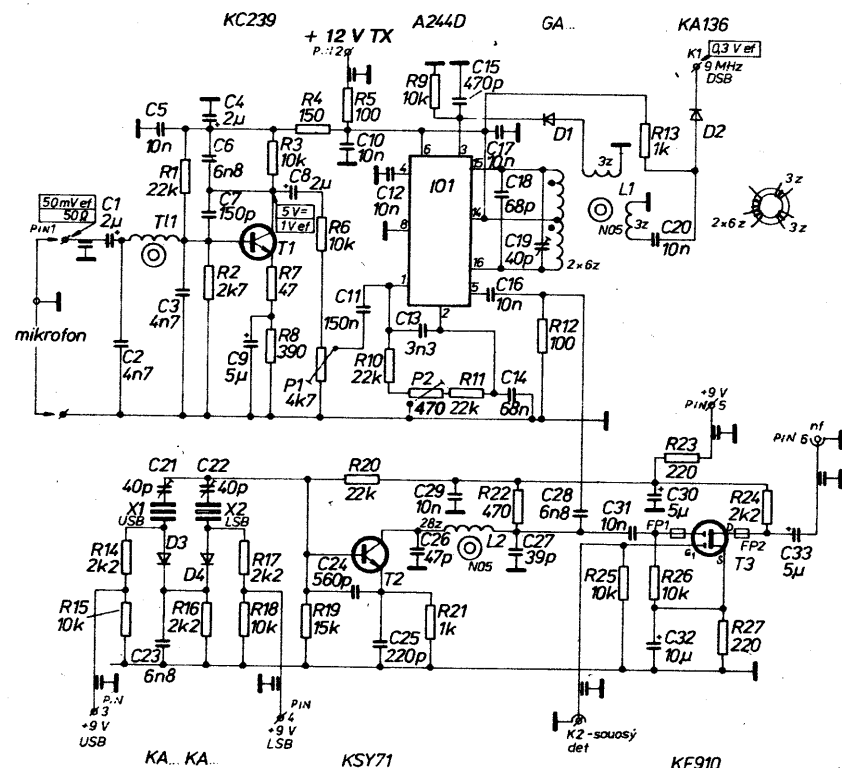 KC239
A244D
GA...
KA136
+ 12 V TX
PIN 2
K1
0,3 V ef
9 MHz
DSB
C5
10n
C4
2µ
R4
150
R5
100
R9
10k
C15
470p
D1
R13
1k
D2
C6
6n8
R3
10k
C10
10n
C17
10n
R1
22k
C8
2µ
6
3
15
4
C12
10n
IO1
C18
68p
3z
L1
3z
N05
C20
10n
3z
3z
2×6z
50mV ef
50Ω
PIN1
C1
2µ
C7
150p
Tl1
5V=
1V ef
T1
R6
10k
8
14
C19
40p
16
2×6z
R2
2k7
R7
47
C11
150n
1
5
C16
10n
C3
4n7
2
C13
3n3
R12
100
mikrofon
C2
4n7
C9
5µ
R8
390
P1
4k7
R10
22k
P2
470
R11
22k
C14
68n
+9 V
PIN 5
nf
PIN 6
C21
40p
C22
40p
R20
22k
R23
220
X1
USB
X2
LSB
C29
10n
R22
470
C28
6n8
C30
5µ
R24
2k2
D3
D4
R14
2k2
R17
2k2
28z
L2
N05
C26
47p
C27
39p
C31
10n
FP1
D
G1
S
FP2
T3
C33
5µ
C24
560p
T2
R15
10k
R16
2k2
R18
10k
R19
15k
R21
1k
R25
10k
R26
10k
C25
220p
C23
6n8
C32
10µ
R27
220
PIN
3
+9 V
USB
PIN
4
+9 V
LSB
K2 - souosý
det
KA... KA...
KSY71
KF910